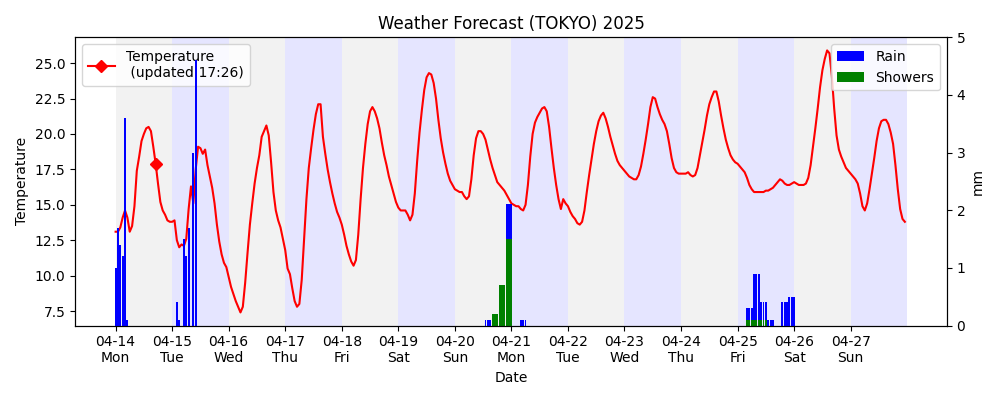 Weather Forecast (TOKYO) 2025
Temperature
(updated 17:26)
Rain
Showers
Temperature
25.0
22.5
20.0
17.5
15.0
12.5
10.0
7.5
5
4
3
2
1
0
mm
04-14 04-15 04-16 04-17 04-18 04-19 04-20 04-21 04-22 04-23 04-24 04-25 04-26 04-27
Mon Tue Wed Thu Fri Sat Sun Mon Tue Wed Thu Fri Sat Sun
Date